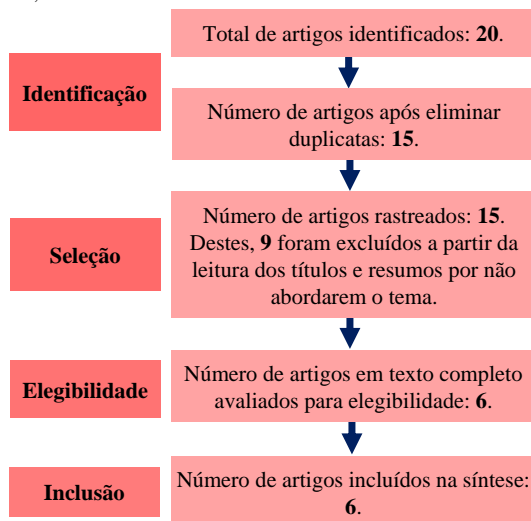 Total de artigos identificados: 20.
Identificação
Número de artigos após eliminar
duplicatas: 15.
Número de artigos rastreados: 15.
Destes, 9 foram excluídos a partir da
leitura dos títulos e resumos por não
abordarem o tema.
Seleção
Número de artigos em texto completo
avaliados para elegibilidade: 6.
Elegibilidade
Número de artigos incluídos na síntese:
6.
Inclusão